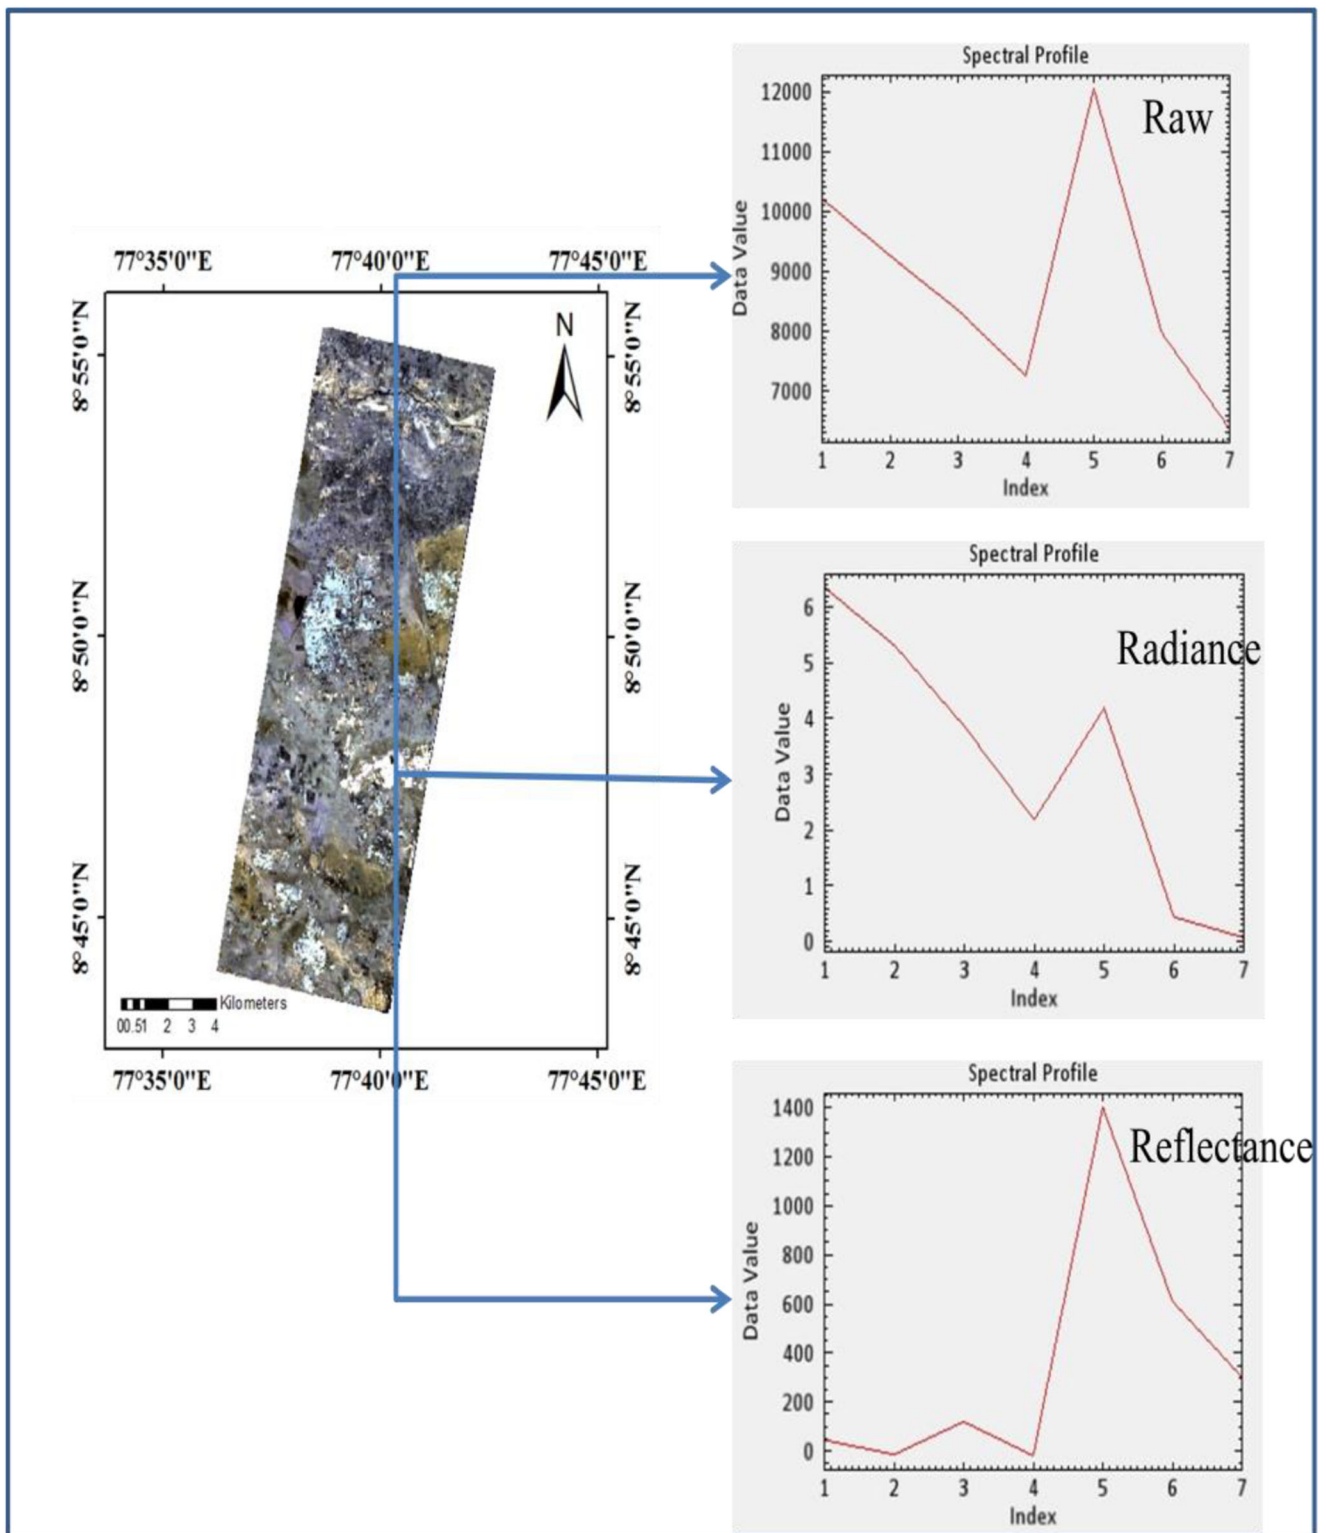 77°35'0"E 77°40'0"E 77°45'0"E
8°55'0"N 8°55'0"N
N
8°50'0"N 8°50'0"N
8°45'0"N 8°45'0"N
Kilometers
00.51 2 3 4
77°35'0"E 77°40'0"E 77°45'0"E
Spectral Profile
Raw
12000
11000
10000
9000
8000
7000
Data Value
1 2 3 4 5 6 7
Index
Spectral Profile
Radiance
6
5
4
3
2
1
0
Data Value
1 2 3 4 5 6 7
Index
Spectral Profile
Reflectance
1400
1200
1000
800
600
400
200
0
Data Value
1 2 3 4 5 6 7
Index